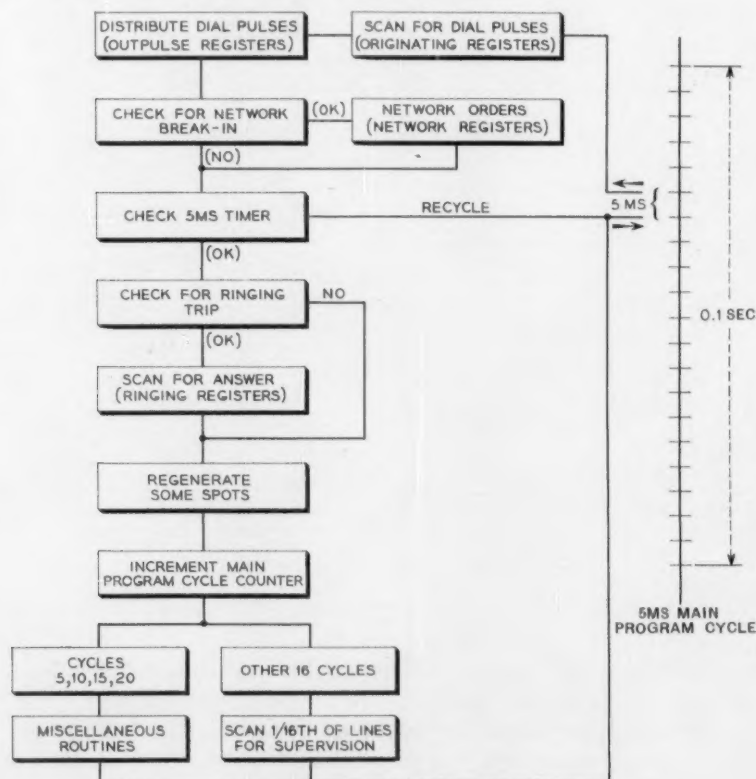 DISTRIBUTE DIAL PULSES
(OUTPULSE REGISTERS)
SCAN FOR DIAL PULSES
(ORIGINATING REGISTERS)
CHECK FOR NETWORK
BREAK-IN
(OK)
NETWORK ORDERS
(NETWORK REGISTERS)
(NO)
CHECK 5MS TIMER
RECYCLE
5 MS
(OK)
CHECK FOR RINGING
TRIP
NO
0.1 SEC
(OK)
SCAN FOR ANSWER
(RINGING REGISTERS)
REGENERATE
SOME SPOTS
INCREMENT MAIN
PROGRAM CYCLE COUNTER
5MS MAIN
PROGRAM CYCLE
CYCLES
5,10,15,20
OTHER 16 CYCLES
MISCELLANEOUS
ROUTINES
SCAN 1/16TH OF LINES
FOR SUPERVISION